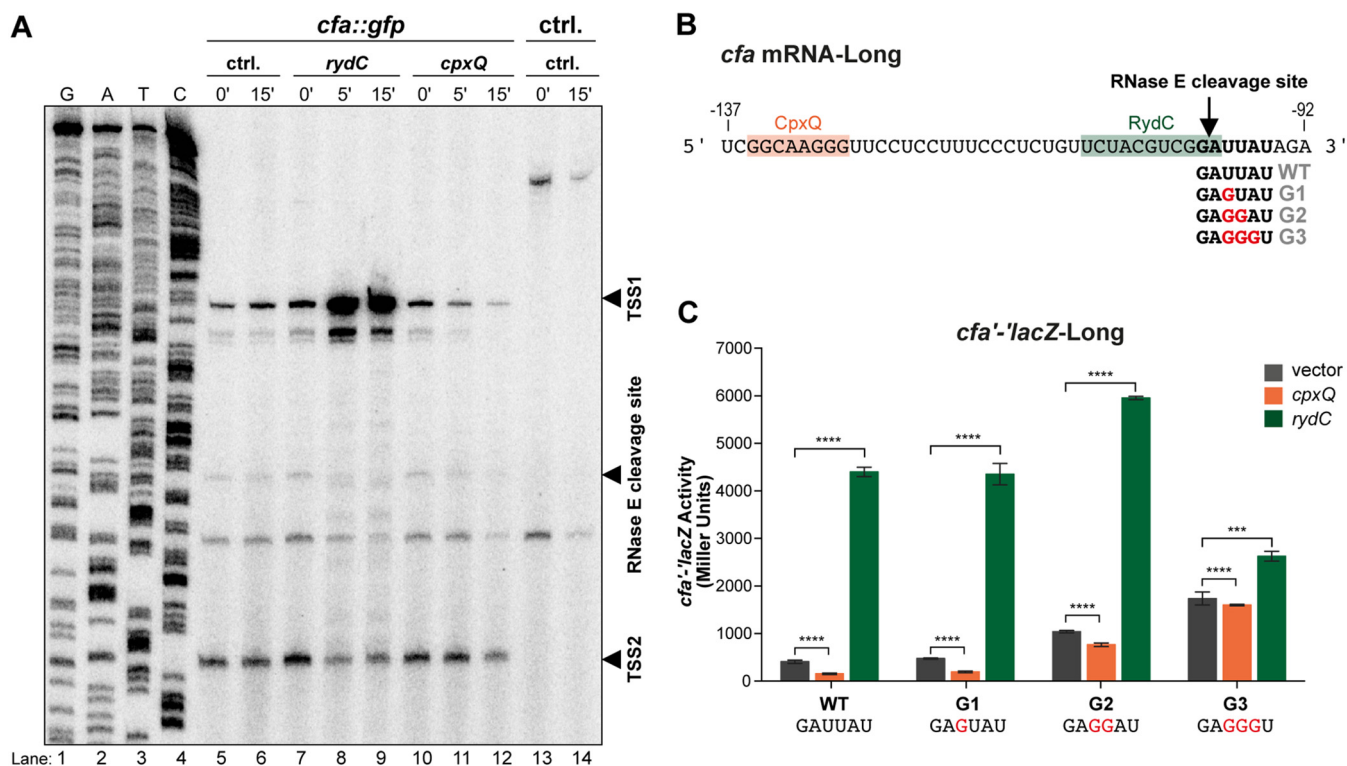 A
cfa::gfp ctrl.
ctrl. rydC cpxQ ctrl.
G A T C 0' 15' 0' 5' 15' 0' 5' 15' 0' 15'
TSS1
RNase E cleavage site
TSS2
Lane: 1 2 3 4 5 6 7 8 9 10 11 12 13 14
B
cfa mRNA-Long
RNase E cleavage site
-137 CpxQ RydC -92
5' UCGGCAAGGGUUCCUCCUUUCCCUCUGUUCUACGUCGGAUUAUAGA 3'
GAUUAU WT
GAGUAU G1
GAGGAU G2
GAGGGU G3
C
cfa'-'lacZ-Long
cfa'-'lacZ Activity
(Miller Units)
7000
6000
5000
4000
3000
2000
1000
0
vector
cpxQ
rydC
**** ****
**** ****
**** ****
**** ***
WT G1 G2 G3
GAUUAU GAGUAU GAGGAU GAGGGU